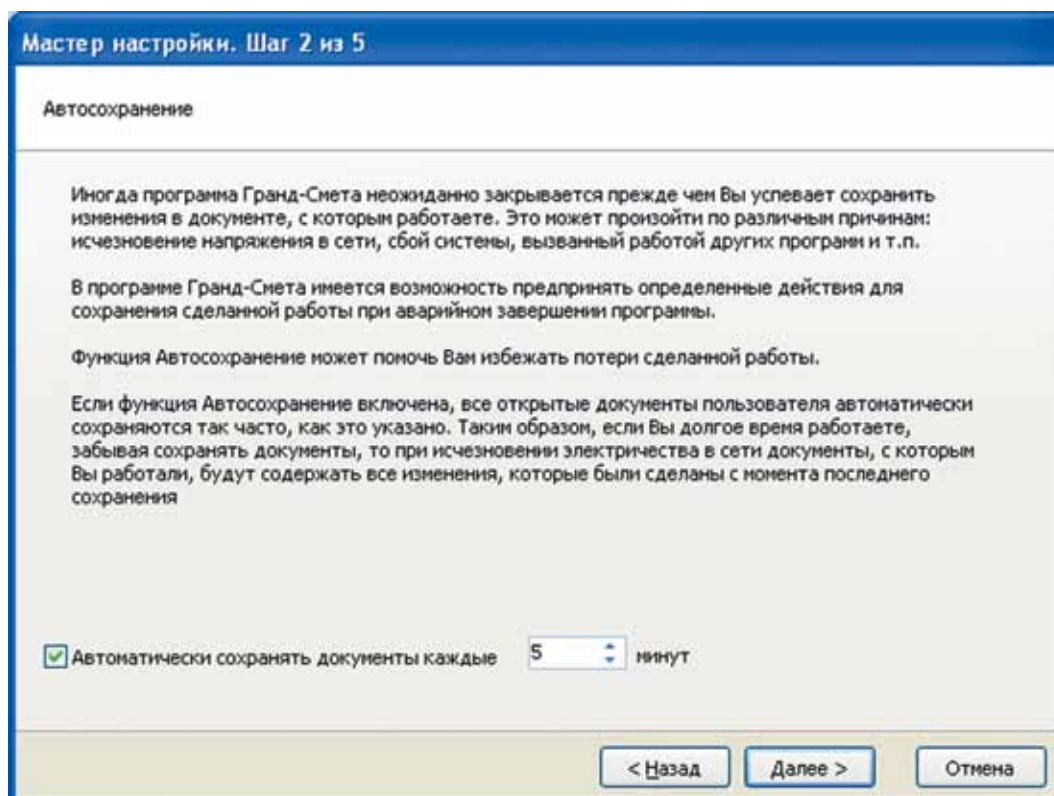 Мастер настройки. Шаг 2 из 5
Автосохранение
Иногда программа Гранд-Смета неожиданно закрывается прежде чем Вы успевает сохранить
изменения в документе, с которым работаете. Это может произойти по различным причинам:
исчезновение напряжения в сети, сбой системы, вызванный работой других программ и т.п.
В программе Гранд-Смета имеется возможность предпринять определенные действия для
сохранения сделанной работы при аварийном завершении программы.
Функция Автосохранение может помочь Вам избежать потери сделанной работы.
Если функция Автосохранение включена, все открытые документы пользователя автоматически
сохраняются так часто, как это указано. Таким образом, если Вы долгое время работаете,
забывая сохранять документы, то при исчезновении электричества в сети документы, с которым
Вы работали, будут содержать все изменения, которые были сделаны с момента последнего
сохранения
Автоматически сохранять документы каждые 5 минут
< Назад Далее > Отмена